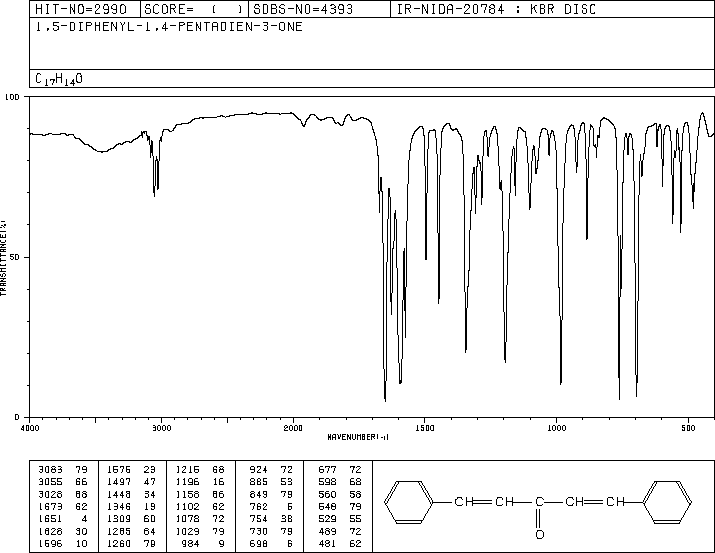 HIT-NO=2990 SCORE= ( ) SDBS-NO=4393 IR-NIDA-20784 : KBR DISC
1,5-DIPHENYL-1,4-PENTADIEN-3-ONE
C17H14O
100
50
0
TRANSMITTANCE(%)
4000 3000 2000 1500 1000 500
WAVENUMBER(-1)
3083 79 1576 23 1216 68 924 72 677 72
3055 66 1497 47 1196 16 885 53 598 68
3028 68 1448 34 1158 66 849 79 560 58
1673 62 1346 19 1102 62 762 5 548 79
1651 4 1309 60 1078 72 754 38 529 55
1628 30 1285 64 1029 79 730 79 489 72
1596 10 1260 79 984 9 698 6 481 62
CH=CH-C-CH=CH
O